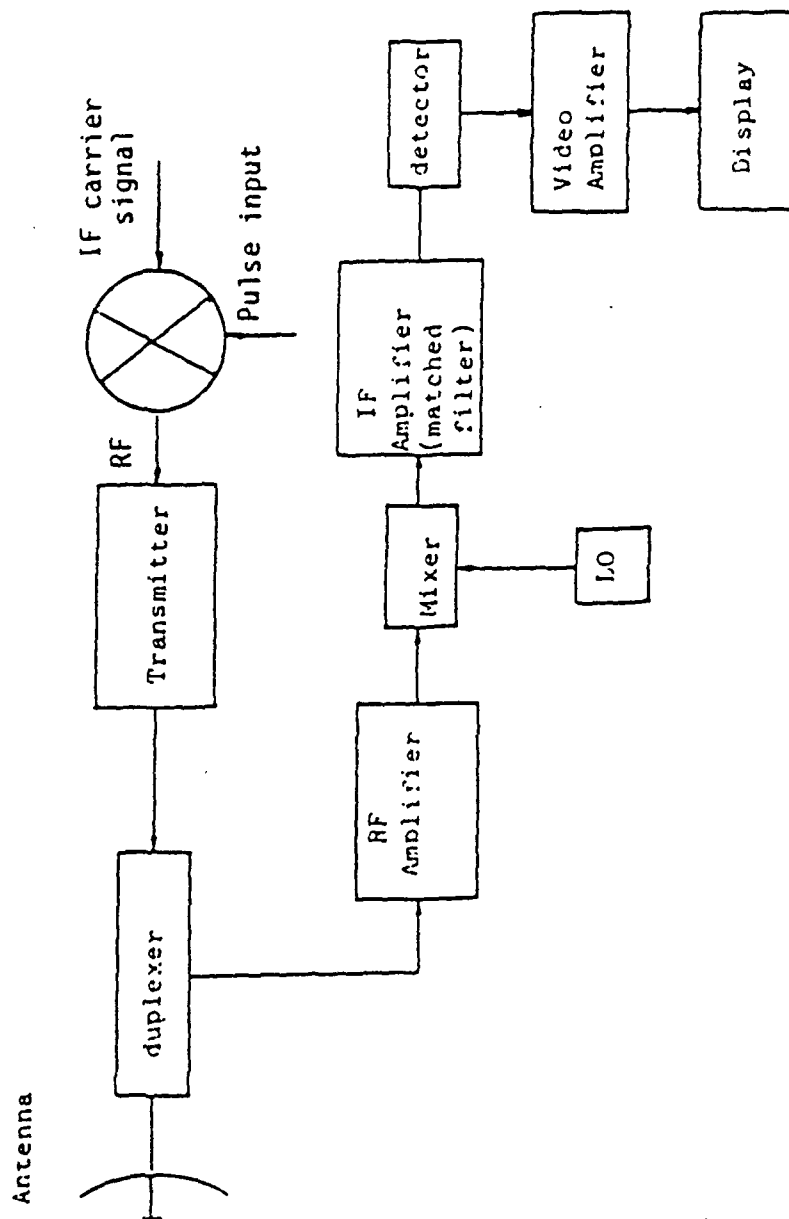 Antenna
duplexer
Transmitter
RF
IF carrier
signal
Pulse input
RF
Amplifier
Mixer
LO
IF
Amplifier
(matched
filter)
detector
Video
Amplifier
Display